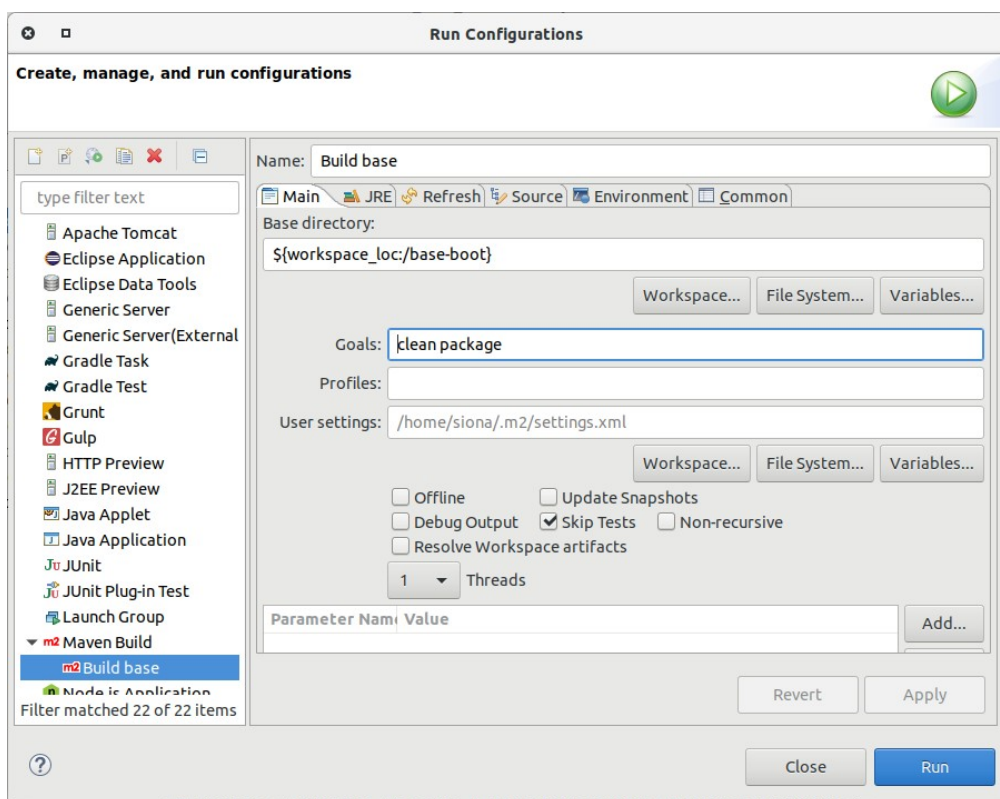 Run Configurations
Create, manage, and run configurations
type filter text
Apache Tomcat
Eclipse Application
Eclipse Data Tools
Generic Server
Generic Server(External
Gradle Task
Gradle Test
Grunt
Gulp
HTTP Preview
J2EE Preview
Java Applet
Java Application
JUnit
JUnit Plug-in Test
Launch Group
Maven Build
Build base
Node.js Application
Filter matched 22 of 22 items
Name: Build base
Main JRE Refresh Source Environment Common
Base directory:
${workspace_loc:/base-boot}
Workspace... File System... Variables...
Goals: clean package
Profiles:
User settings: /home/siona/.m2/settings.xml
Workspace... File System... Variables...
Offline Update Snapshots
Debug Output Skip Tests Non-recursive
Resolve Workspace artifacts
1 Threads
Parameter Name Value
Add...
Revert Apply
Close Run